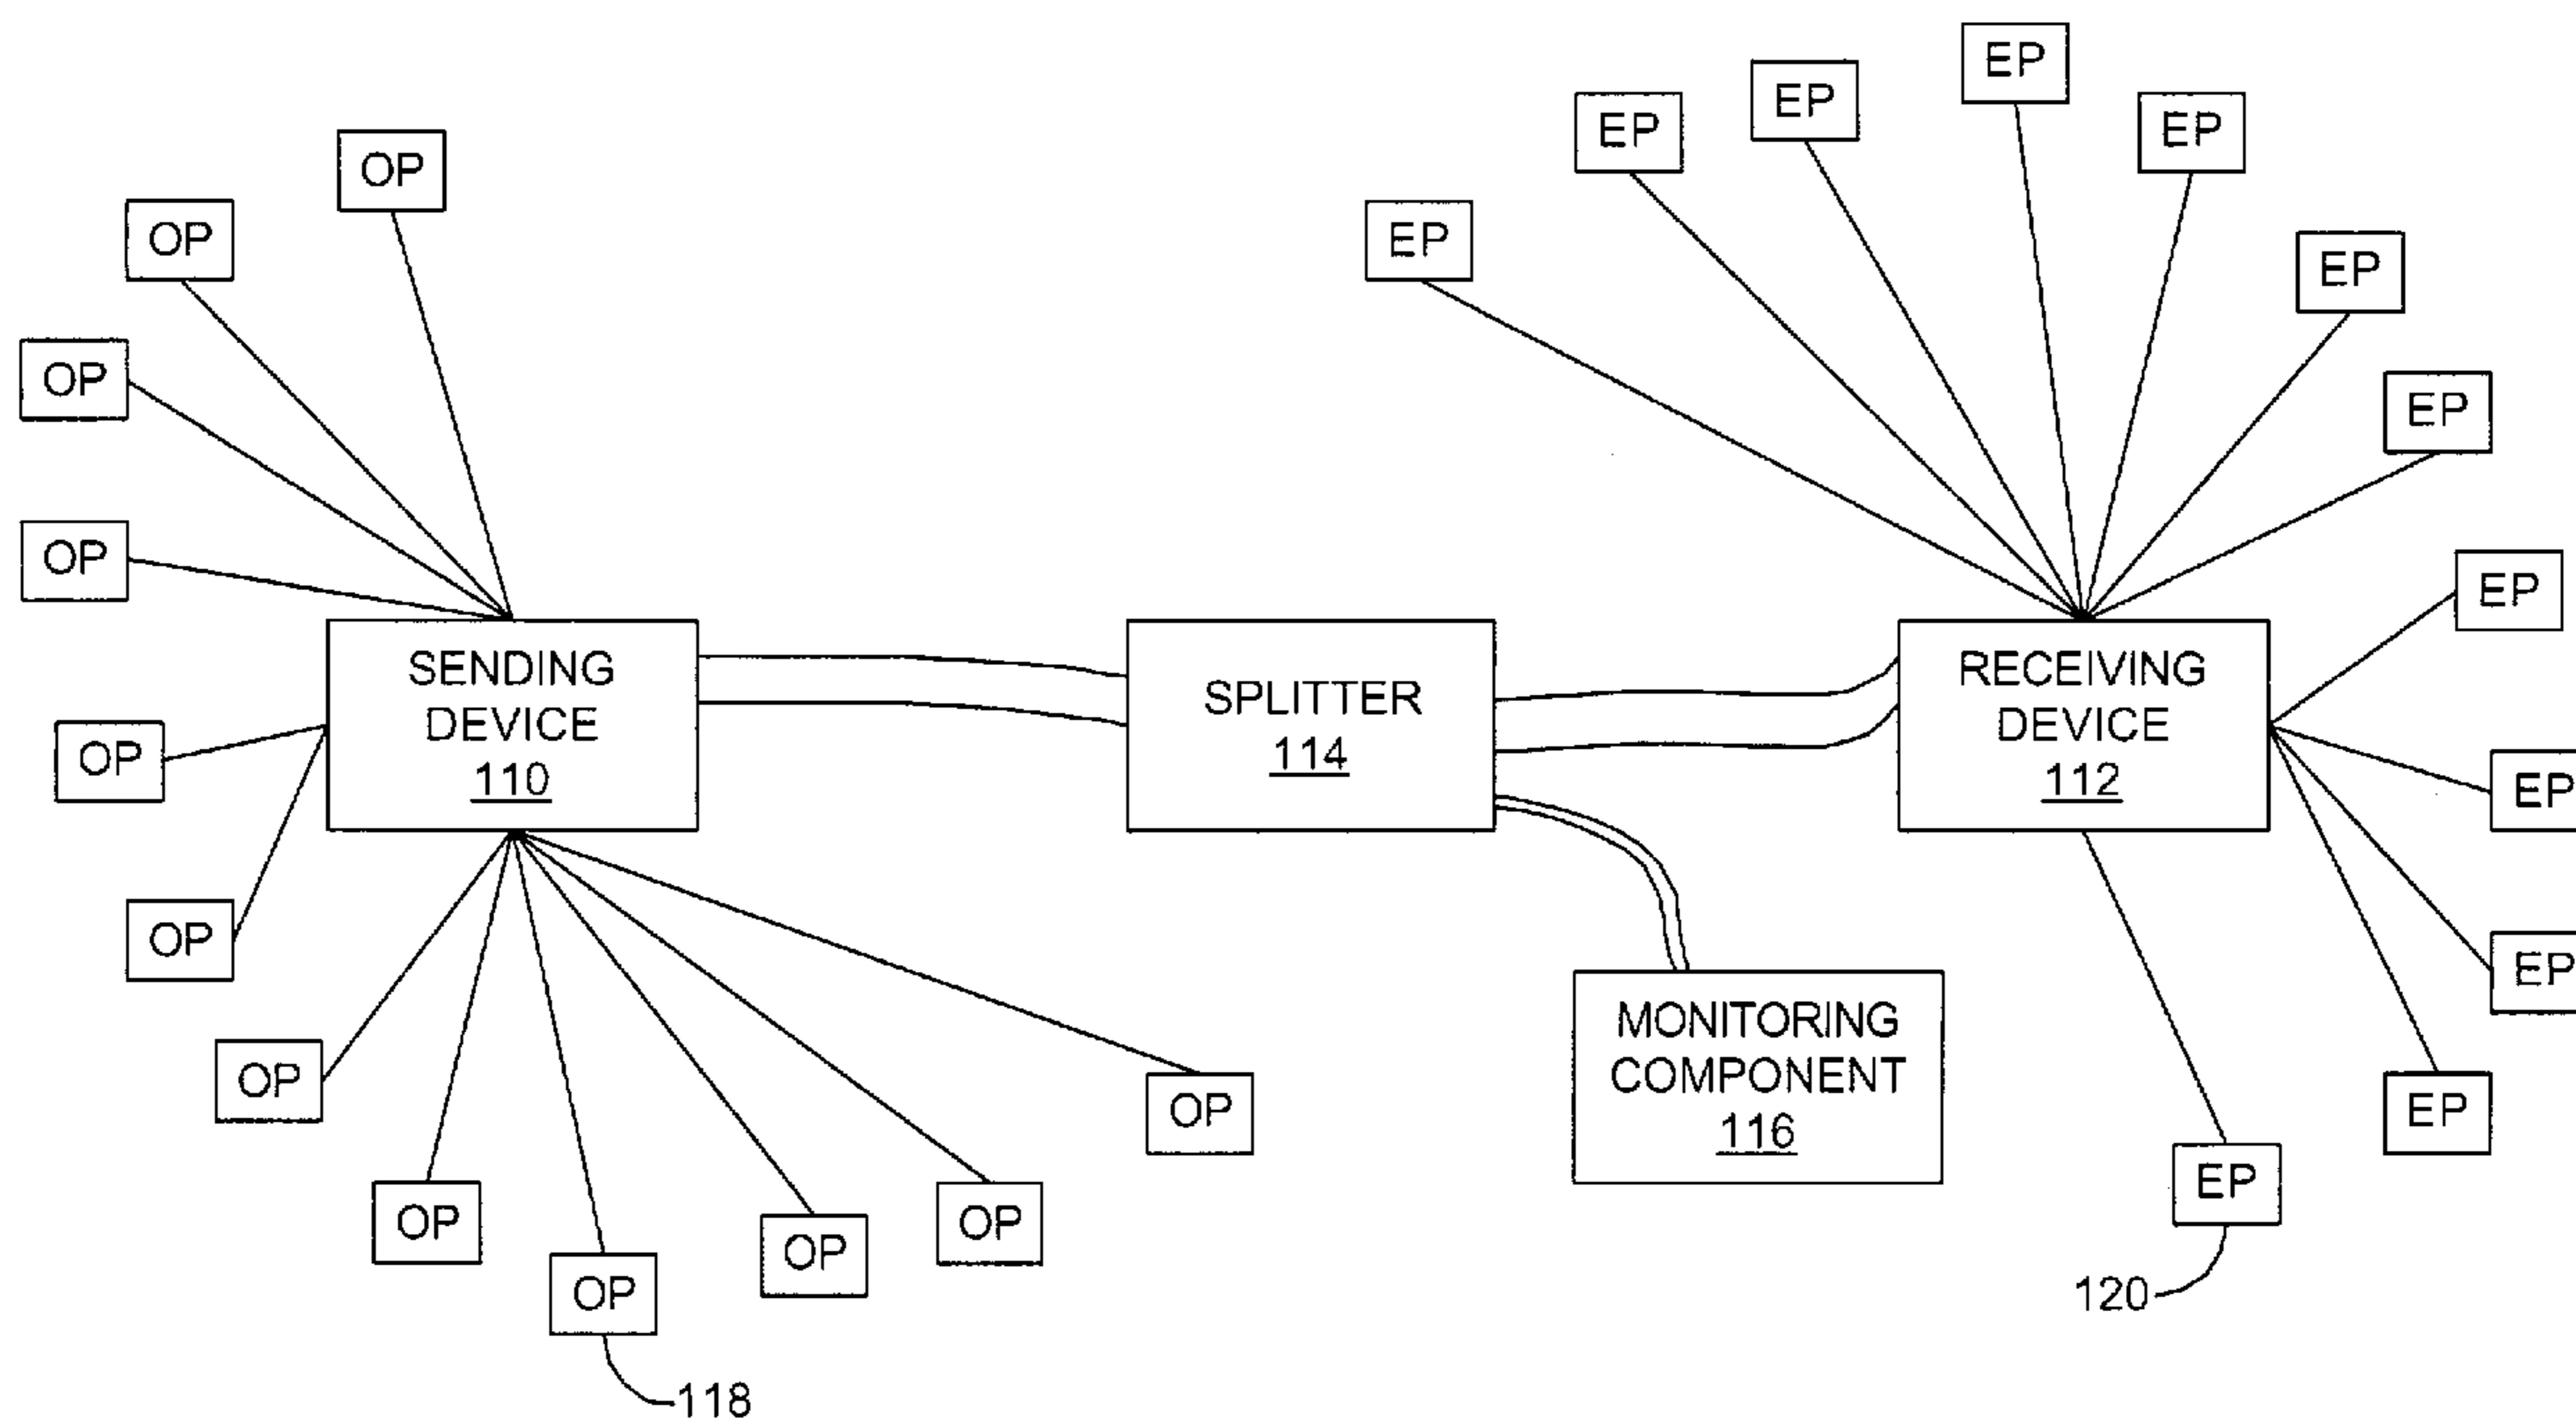 EP
EP
EP
EP
OP
EP
OP
EP
EP
OP
EP
OP
EP
SENDING
DEVICE
110
SPLITTER
114
RECEIVING
DEVICE
112
OP
EP
OP
EP
MONITORING
COMPONENT
116
OP
OP
EP
EP
OP
OP
OP
OP
120
118